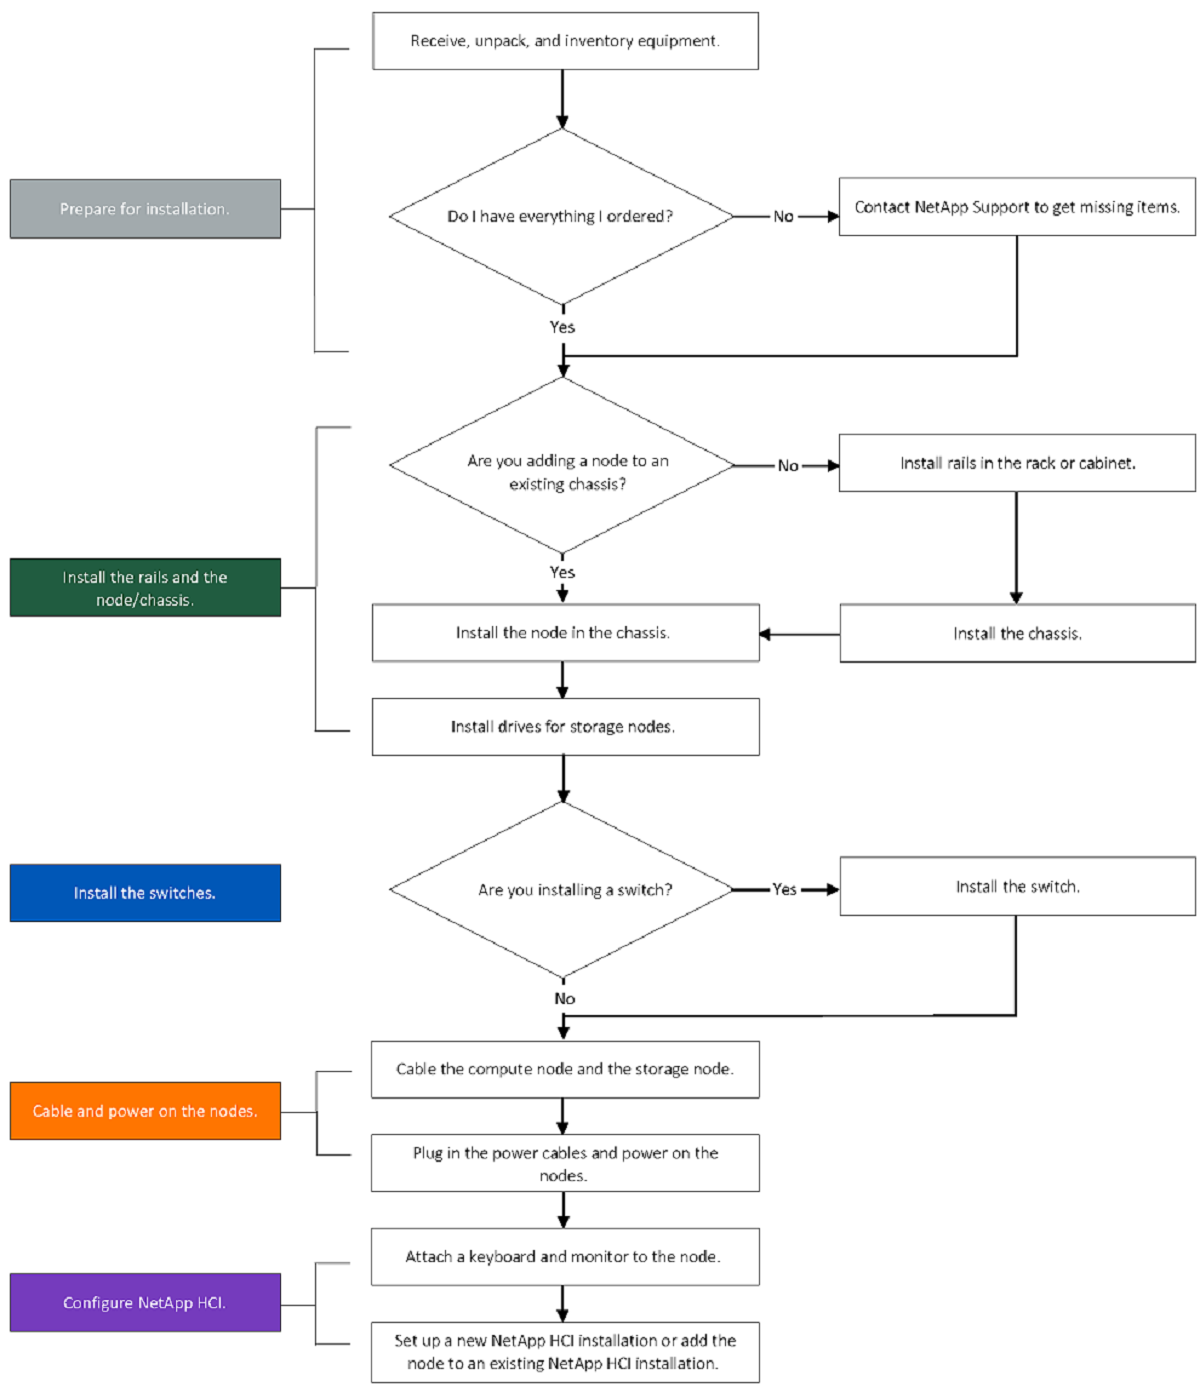 Receive, unpack, and inventory equipment.
Prepare for installation.
Do I have everything I ordered?
No
Contact NetApp Support to get missing items.
Yes
Are you adding a node to an
existing chassis?
No
Install rails in the rack or cabinet.
Yes
Install the rails and the
node/chassis.
Install the node in the chassis.
Install the chassis.
Install drives for storage nodes.
Install the switches.
Are you installing a switch?
Yes
Install the switch.
No
Cable the compute node and the storage node.
Cable and power on the nodes.
Plug in the power cables and power on the
nodes.
Attach a keyboard and monitor to the node.
Configure NetApp HCI.
Set up a new NetApp HCI installation or add the
node to an existing NetApp HCI installation.